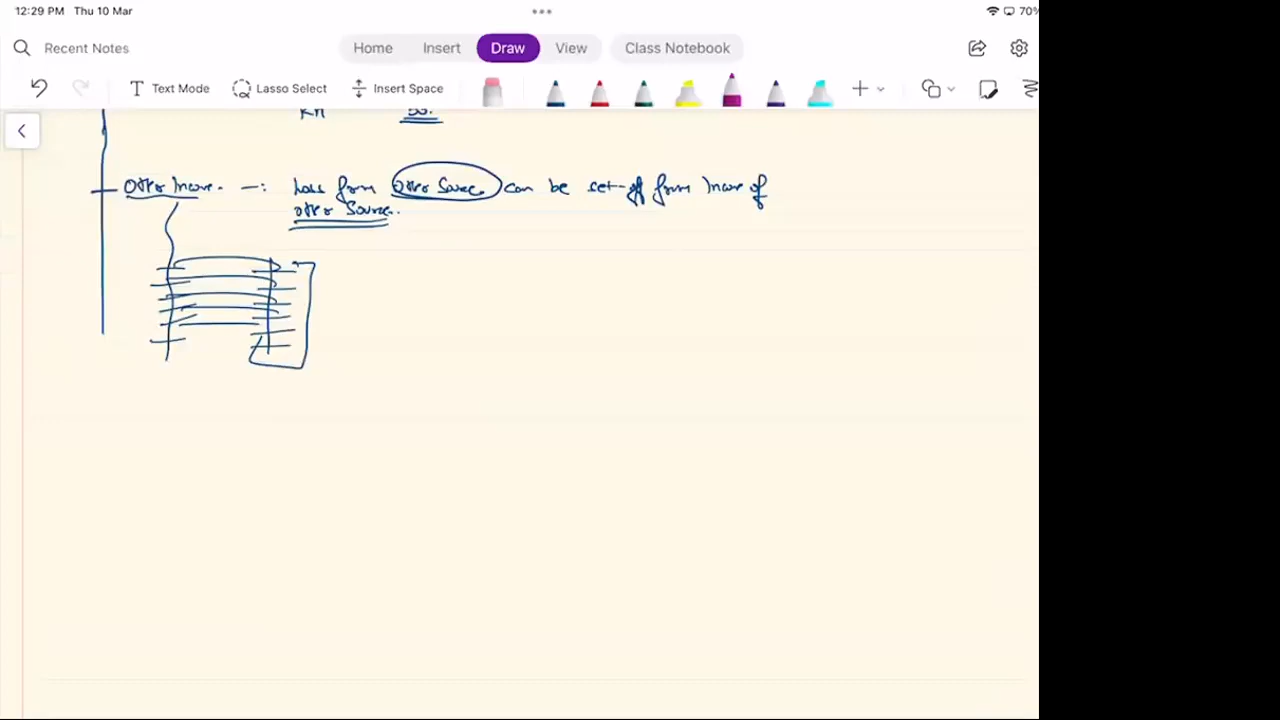 12:29 PM Thu 10 Mar
70%
Recent Notes
Home Insert Draw View Class Notebook
Text Mode Lasso Select Insert Space
Other Income. —: Loss from Other Source can be set-off from Income of
other Source.